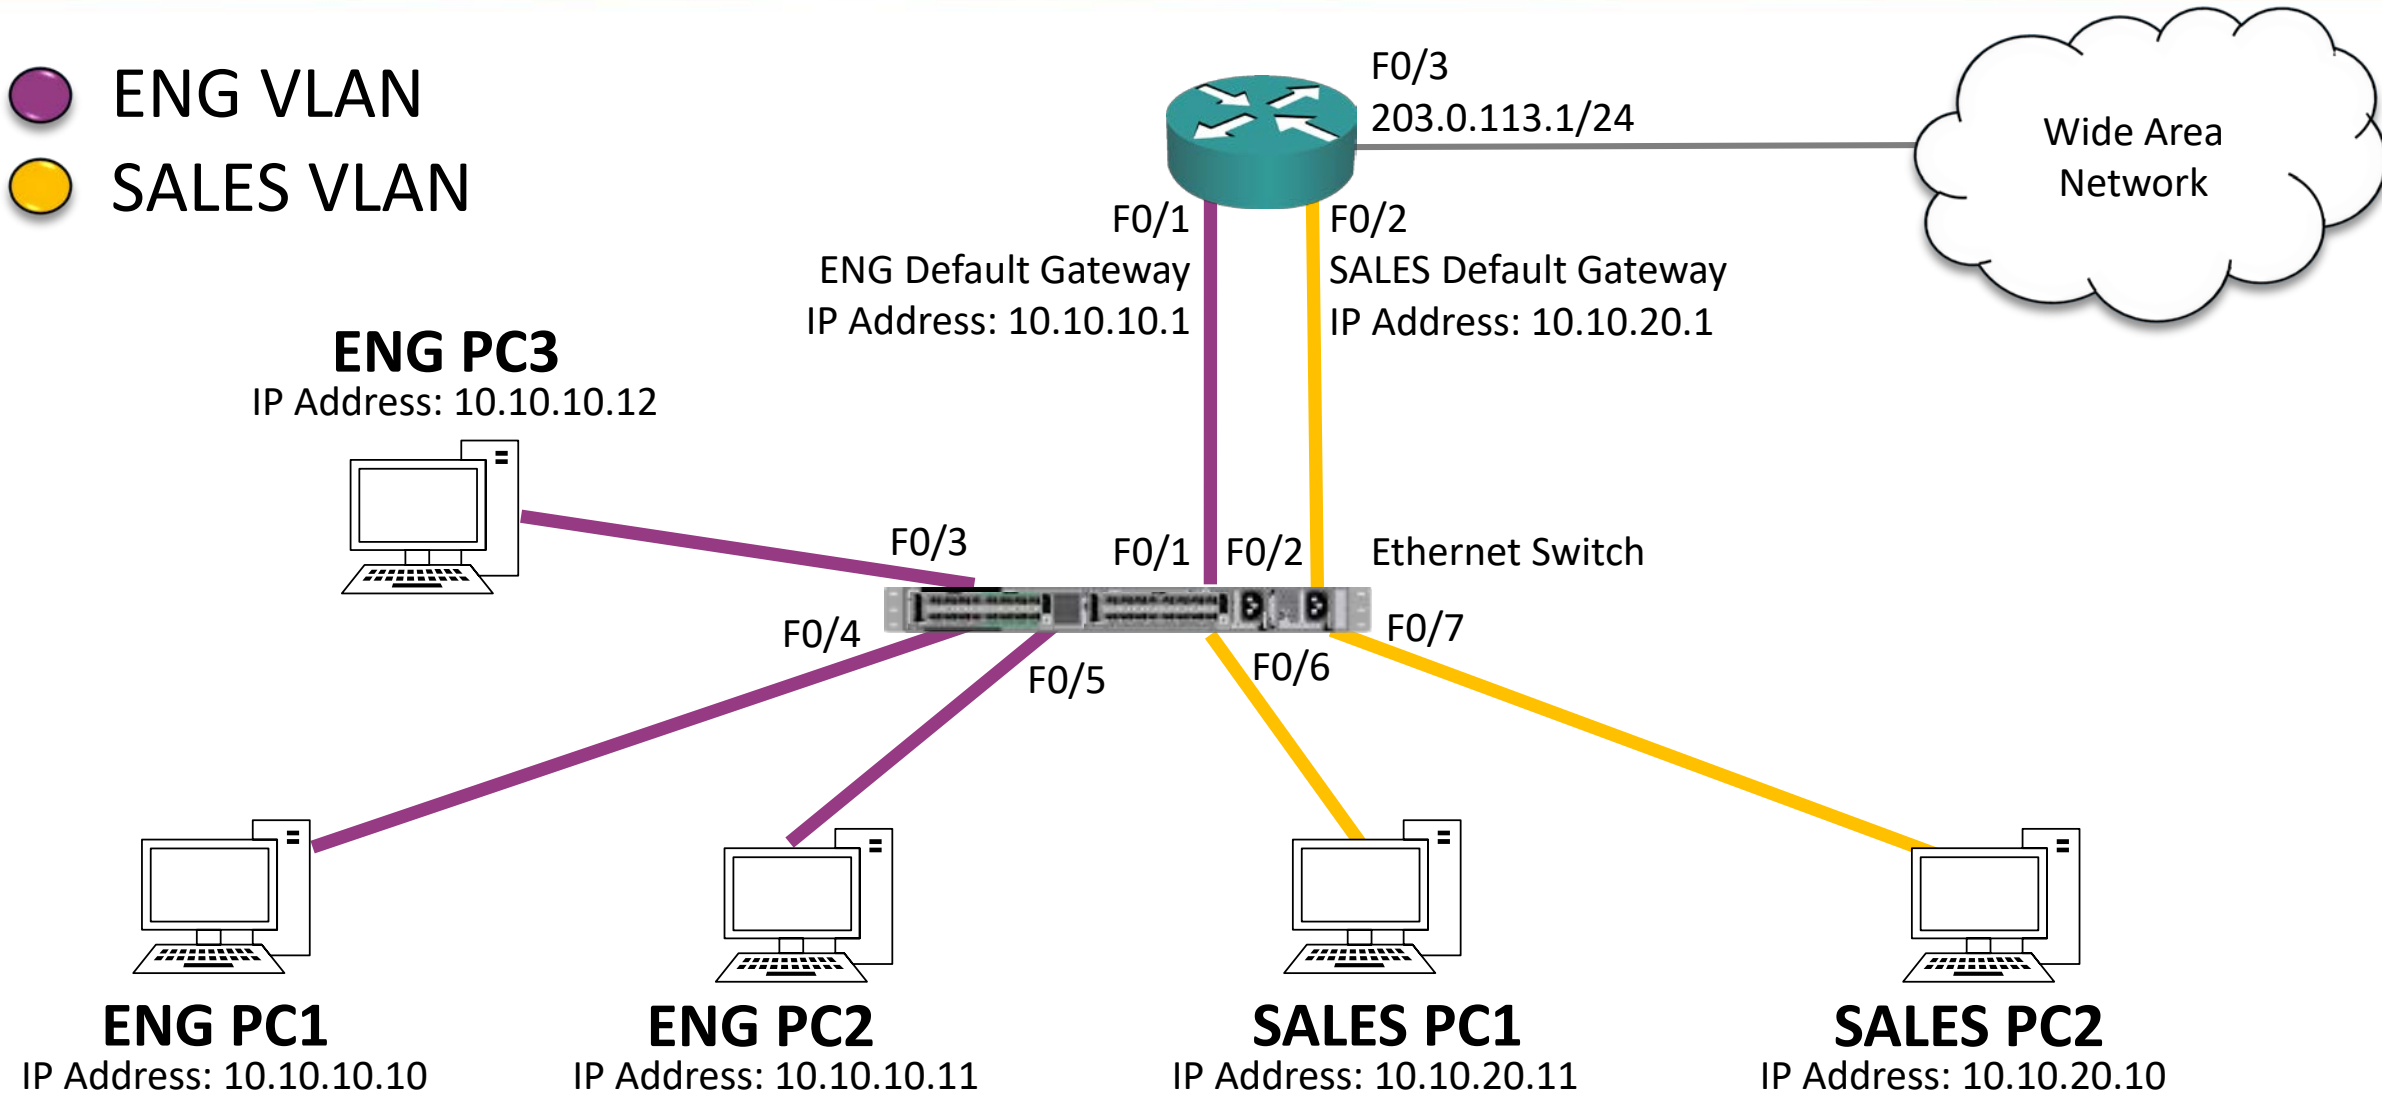 ENG VLAN
SALES VLAN
F0/3
203.0.113.1/24
Wide Area
Network
F0/1
ENG Default Gateway
IP Address: 10.10.10.1
F0/2
SALES Default Gateway
IP Address: 10.10.20.1
ENG PC3
IP Address: 10.10.10.12
F0/3
F0/1
F0/2
Ethernet Switch
F0/4
F0/5
F0/6
F0/7
ENG PC1
IP Address: 10.10.10.10
ENG PC2
IP Address: 10.10.10.11
SALES PC1
IP Address: 10.10.20.11
SALES PC2
IP Address: 10.10.20.10